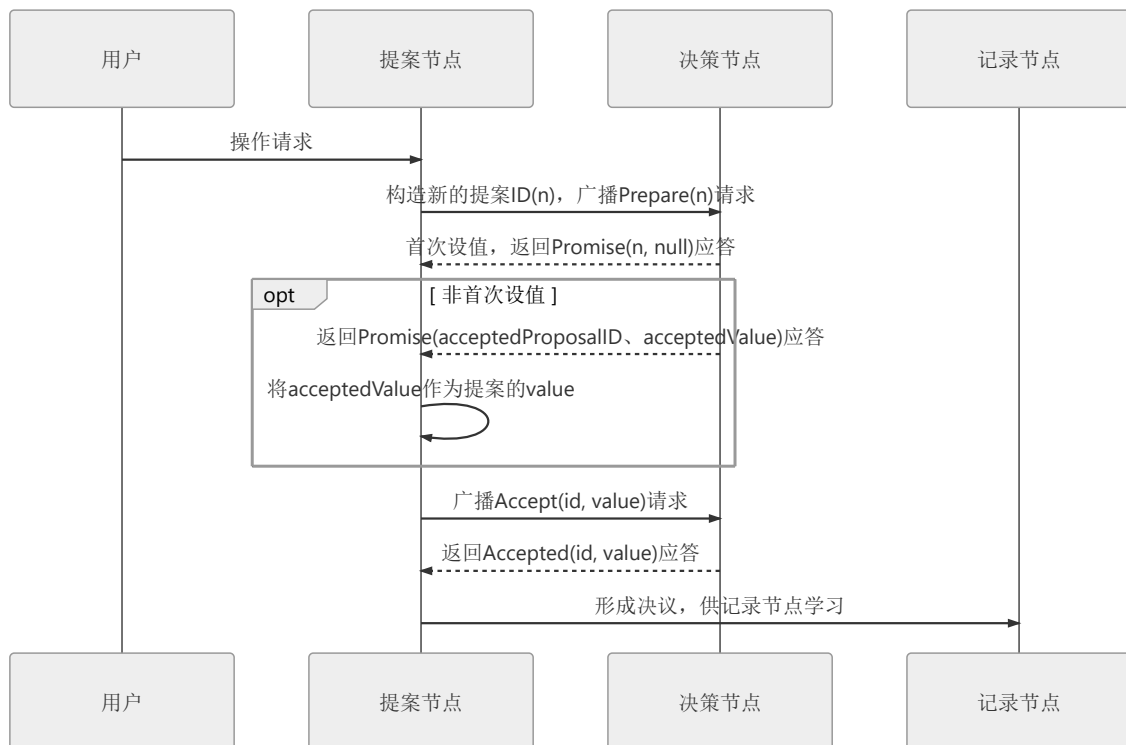 用户
提案节点
决策节点
记录节点
操作请求
构造新的提案ID(n)，广播Prepare(n)请求
首次设值，返回Promise(n, null)应答
opt
[ 非首次设值 ]
返回Promise(acceptedProposalID、acceptedValue)应答
将acceptedValue作为提案的value
广播Accept(id, value)请求
返回Accepted(id, value)应答
形成决议，供记录节点学习
用户
提案节点
决策节点
记录节点